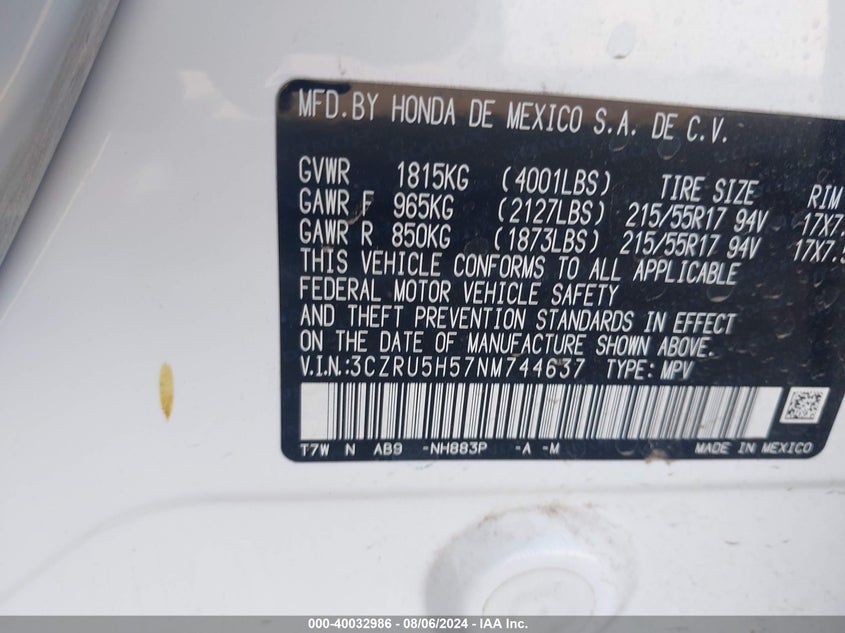 MFD.BY HONDA DE MEXICO S.A. DE C.V.
GVWR 1815KG (4001LBS) TIRE SIZE RIM
GAWR F 965KG (2127LBS) 215/55R17 94V 17X7.
GAWR R 850KG (1873LBS) 215/55R17 94V 17X7.5
THIS VEHICLE CONFORMS TO ALL APPLICABLE
FEDERAL MOTOR VEHICLE SAFETY
AND THEFT PREVENTION STANDARDS IN EFFECT
ON THE DATE OF MANUFACTURE SHOWN ABOVE.
V.I.N.:3CZRU5H57NM744637 TYPE: MPV
T7W N AB9 -NH883P -A -M MADE IN MEXICO
000-40032986 - 08/06/2024 - IAA Inc.